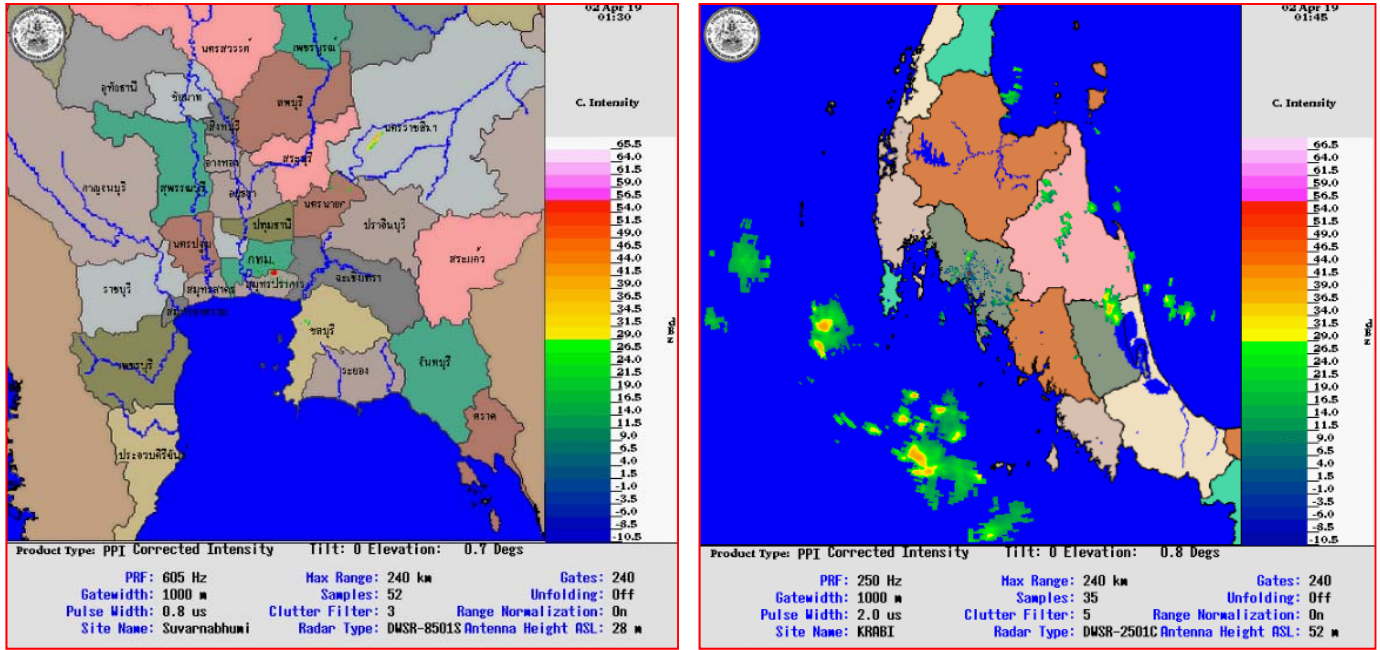 02 Apr 19
01:30
C. Intensity
นครสวรรค์
เพชรบูรณ์
อุทัยธานี
ชัยนาท
ลพบุรี
สิงห์บุรี
นครราชสีมา
สระบุรี
อ่างทอง
กาญจนบุรี
สุพรรณบุรี
อยุธยา
นครนายก
ปทุมธานี
ปราจีนบุรี
นครปฐม
กทม.
สระแก้ว
ฉะเชิงเทรา
สมุทรปราการ
ราชบุรี
สมุทรสาคร
ชลบุรี
เพชรบุรี
ระยอง
จันทบุรี
ตราด
ประจวบคีรีขันธ์
65.5
64.0
61.5
59.0
56.5
54.0
51.5
49.0
46.5
44.0
41.5
39.0
36.5
34.0
31.5
29.0
26.5
24.0
21.5
19.0
16.5
14.0
11.5
9.0
6.5
4.0
1.5
-1.0
-3.5
-6.0
-8.5
-10.5
Product Type: PPI Corrected Intensity Tilt: 0 Elevation: 0.7 Degs
PRF: 605 Hz Max Range: 240 km Gates: 240
Gatewidth: 1000 m Samples: 52 Unfolding: Off
Pulse Width: 0.8 us Clutter Filter: 3 Range Normalization: On
Site Name: Suvarnabhumi Radar Type: DWSR-8501S Antenna Height ASL: 28 m
02 Apr 19
01:45
C. Intensity
66.5
64.0
61.5
59.0
56.5
54.0
51.5
49.0
46.5
44.0
41.5
39.0
36.5
34.0
31.5
29.0
26.5
24.0
21.5
19.0
16.5
14.0
11.5
9.0
6.5
4.0
1.5
-1.0
-3.5
-6.0
-8.5
-10.5
Product Type: PPI Corrected Intensity Tilt: 0 Elevation: 0.8 Degs
PRF: 250 Hz Max Range: 240 km Gates: 240
Gatewidth: 1000 m Samples: 35 Unfolding: Off
Pulse Width: 2.0 us Clutter Filter: 5 Range Normalization: On
Site Name: KRABI Radar Type: DWSR-2501C Antenna Height ASL: 52 m